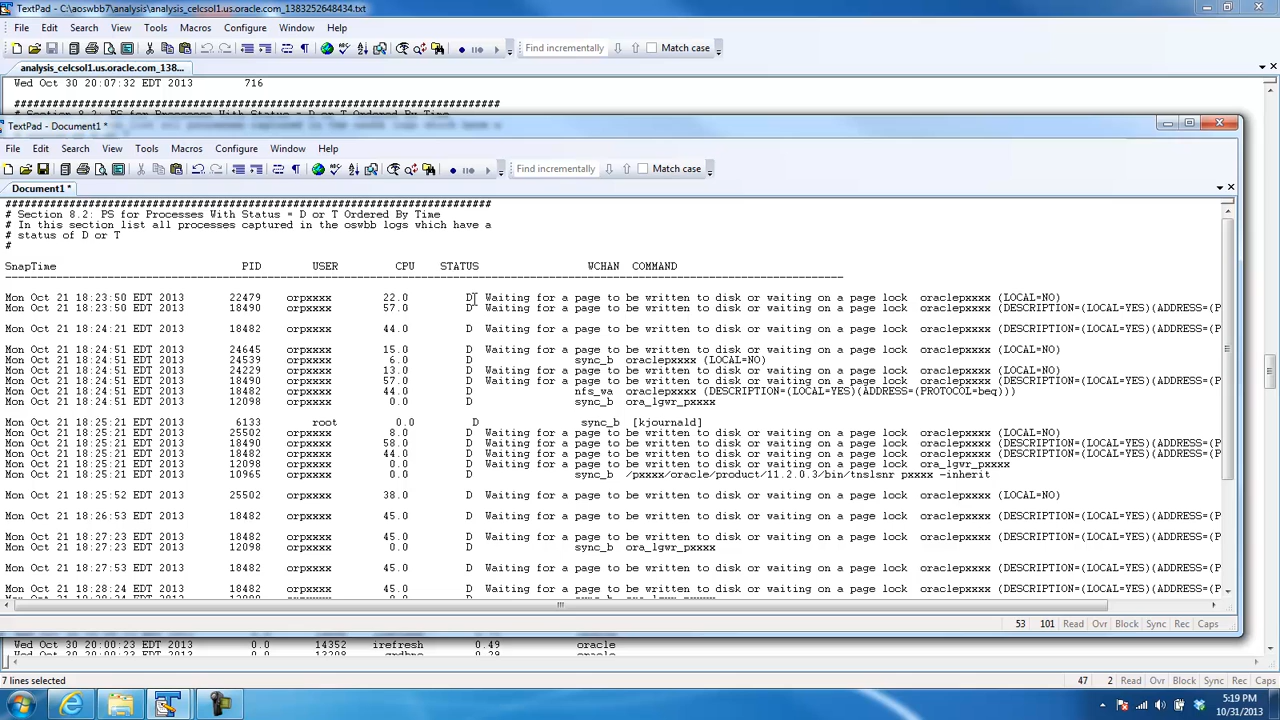 TextPad - C:\aoswbb7\analysis\analysis_celcsol1.us.oracle.com_1383252648434.txt
File Edit Search View Tools Macros Configure Window Help
Find incrementally Match case
analysis_celcsol1.us.oracle.com_138...
Wed Oct 30 20:07:32 EDT 2013 716
###########################################################################
# Section 8.2: PS for Processes With Status = D or T Ordered By Time
TextPad - Document1 *
File Edit Search View Tools Macros Configure Window Help
Find incrementally Match case
Document1 *
###########################################################################
# Section 8.2: PS for Processes With Status = D or T Ordered By Time
# In this section list all processes captured in the oswbb logs which have a
# status of D or T
#
SnapTime PID USER CPU STATUS WCHAN COMMAND
Mon Oct 21 18:23:50 EDT 2013 22479 orpxxxx 22.0 D Waiting for a page to be written to disk or waiting on a page lock oraclepxxxx (LOCAL=NO)
Mon Oct 21 18:23:50 EDT 2013 18490 orpxxxx 57.0 D Waiting for a page to be written to disk or waiting on a page lock oraclepxxxx (DESCRIPTION=(LOCAL=YES)(ADDRESS=(P
Mon Oct 21 18:24:21 EDT 2013 18482 orpxxxx 44.0 D Waiting for a page to be written to disk or waiting on a page lock oraclepxxxx (DESCRIPTION=(LOCAL=YES)(ADDRESS=(P
Mon Oct 21 18:24:51 EDT 2013 24645 orpxxxx 15.0 D Waiting for a page to be written to disk or waiting on a page lock oraclepxxxx (LOCAL=NO)
Mon Oct 21 18:24:51 EDT 2013 24539 orpxxxx 6.0 D sync_b oraclepxxxx (LOCAL=NO)
Mon Oct 21 18:24:51 EDT 2013 24229 orpxxxx 13.0 D Waiting for a page to be written to disk or waiting on a page lock oraclepxxxx (LOCAL=NO)
Mon Oct 21 18:24:51 EDT 2013 18490 orpxxxx 57.0 D Waiting for a page to be written to disk or waiting on a page lock oraclepxxxx (DESCRIPTION=(LOCAL=YES)(ADDRESS=(P
Mon Oct 21 18:24:51 EDT 2013 18482 orpxxxx 44.0 D nfs_wa oraclepxxxx (DESCRIPTION=(LOCAL=YES)(ADDRESS=(PROTOCOL=beq)))
Mon Oct 21 18:24:51 EDT 2013 12098 orpxxxx 0.0 D sync_b ora_lgwr_pxxxx
Mon Oct 21 18:25:21 EDT 2013 6133 root 0.0 D sync_b [kjournald]
Mon Oct 21 18:25:21 EDT 2013 25502 orpxxxx 8.0 D Waiting for a page to be written to disk or waiting on a page lock oraclepxxxx (LOCAL=NO)
Mon Oct 21 18:25:21 EDT 2013 18490 orpxxxx 58.0 D Waiting for a page to be written to disk or waiting on a page lock oraclepxxxx (DESCRIPTION=(LOCAL=YES)(ADDRESS=(P
Mon Oct 21 18:25:21 EDT 2013 18482 orpxxxx 44.0 D Waiting for a page to be written to disk or waiting on a page lock oraclepxxxx (DESCRIPTION=(LOCAL=YES)(ADDRESS=(P
Mon Oct 21 18:25:21 EDT 2013 12098 orpxxxx 0.0 D Waiting for a page to be written to disk or waiting on a page lock ora_lgwr_pxxxx
Mon Oct 21 18:25:21 EDT 2013 10965 orpxxxx 0.0 D sync_b /pxxxx/oracle/product/11.2.0.3/bin/tnslsnr pxxxx -inherit
Mon Oct 21 18:25:52 EDT 2013 25502 orpxxxx 38.0 D Waiting for a page to be written to disk or waiting on a page lock oraclepxxxx (LOCAL=NO)
Mon Oct 21 18:26:53 EDT 2013 18482 orpxxxx 45.0 D Waiting for a page to be written to disk or waiting on a page lock oraclepxxxx (DESCRIPTION=(LOCAL=YES)(ADDRESS=(P
Mon Oct 21 18:27:23 EDT 2013 18482 orpxxxx 45.0 D Waiting for a page to be written to disk or waiting on a page lock oraclepxxxx (DESCRIPTION=(LOCAL=YES)(ADDRESS=(P
Mon Oct 21 18:27:23 EDT 2013 12098 orpxxxx 0.0 D sync_b ora_lgwr_pxxxx
Mon Oct 21 18:27:53 EDT 2013 18482 orpxxxx 45.0 D Waiting for a page to be written to disk or waiting on a page lock oraclepxxxx (DESCRIPTION=(LOCAL=YES)(ADDRESS=(P
Mon Oct 21 18:28:24 EDT 2013 18482 orpxxxx 45.0 D Waiting for a page to be written to disk or waiting on a page lock oraclepxxxx (DESCRIPTION=(LOCAL=YES)(ADDRESS=(P
53 101 Read Ovr Block Sync Rec Caps
Wed Oct 30 20:00:23 EDT 2013 0.0 14352 irefresh 0.49 oracle
7 lines selected 47 2 Read Ovr Block Sync Rec Caps
5:19 PM
10/31/2013